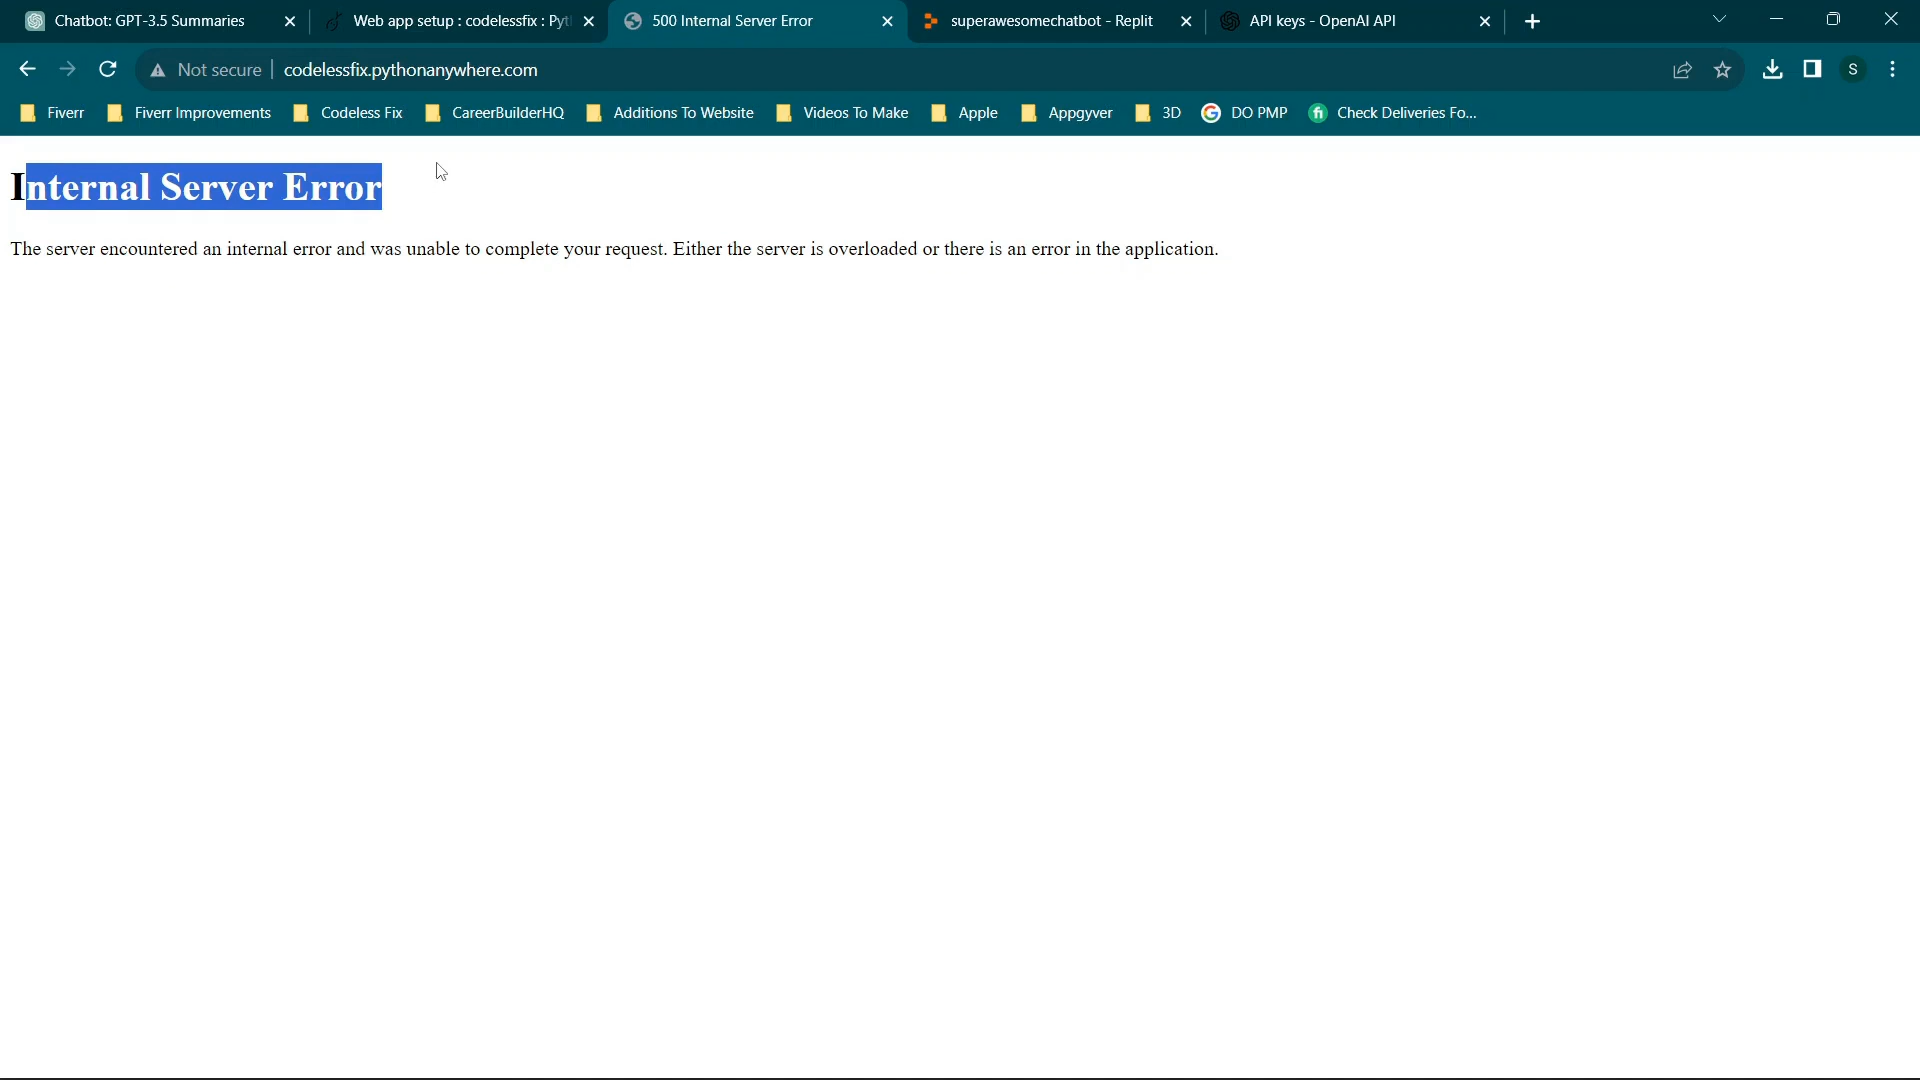 Chatbot: GPT-3.5 Summaries
Web app setup : codelessfix : Pyt
500 Internal Server Error
superawesomechatbot - Replit
API keys - OpenAI API
Not secure
codelessfix.pythonanywhere.com
S
Fiverr
Fiverr Improvements
Codeless Fix
CareerBuilderHQ
Additions To Website
Videos To Make
Apple
Appgyver
3D
G
DO PMP
fi
Check Deliveries Fo...
Internal Server Error
The server encountered an internal error and was unable to complete your request. Either the server is overloaded or there is an error in the application.